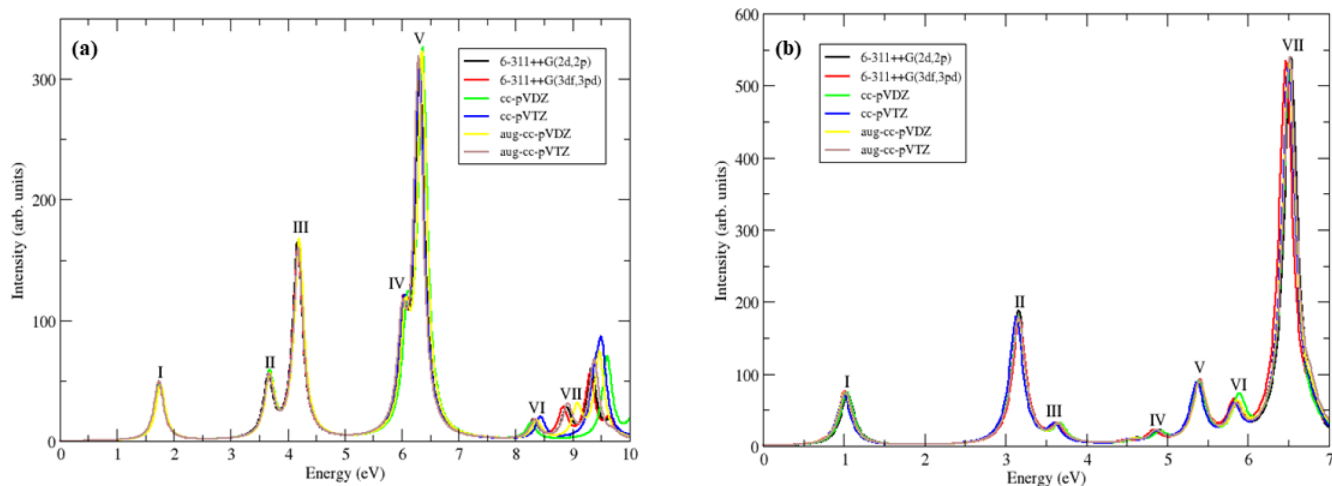 (a)
V
300
6-311++G(2d,2p)
6-311++G(3df,3pd)
cc-pVDZ
cc-pVTZ
aug-cc-pVDZ
aug-cc-pVTZ
Intensity (arb. units)
200
III
IV
100
I
II
VI
VII
0
0 1 2 3 4 5 6 7 8 9 10
Energy (eV)
(b)
600
VII
6-311++G(2d,2p)
6-311++G(3df,3pd)
cc-pVDZ
cc-pVTZ
aug-cc-pVDZ
aug-cc-pVTZ
500
400
Intensity (arb. units)
300
200
II
100
I
III
IV
V
VI
0
0 1 2 3 4 5 6 7
Energy (eV)